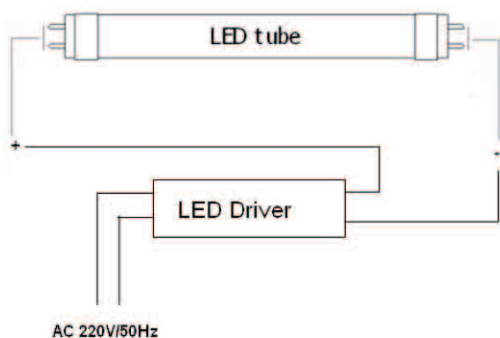 LED tube
+
-
LED Driver
AC 220V/50Hz